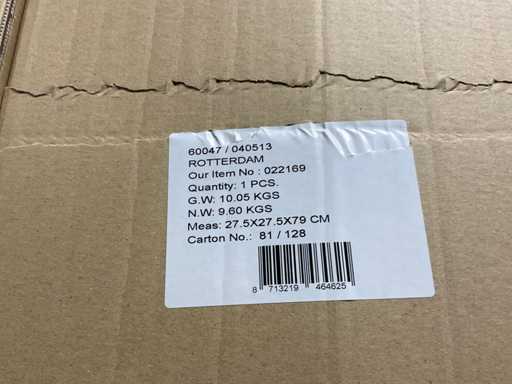 60047 / 040513
ROTTERDAM
Our Item No : 022169
Quantity: 1 PCS.
G.W: 10.05 KGS
N.W: 9.60 KGS
Meas: 27.5X27.5X79 CM
Carton No.: 81 / 128
8 713219 464625